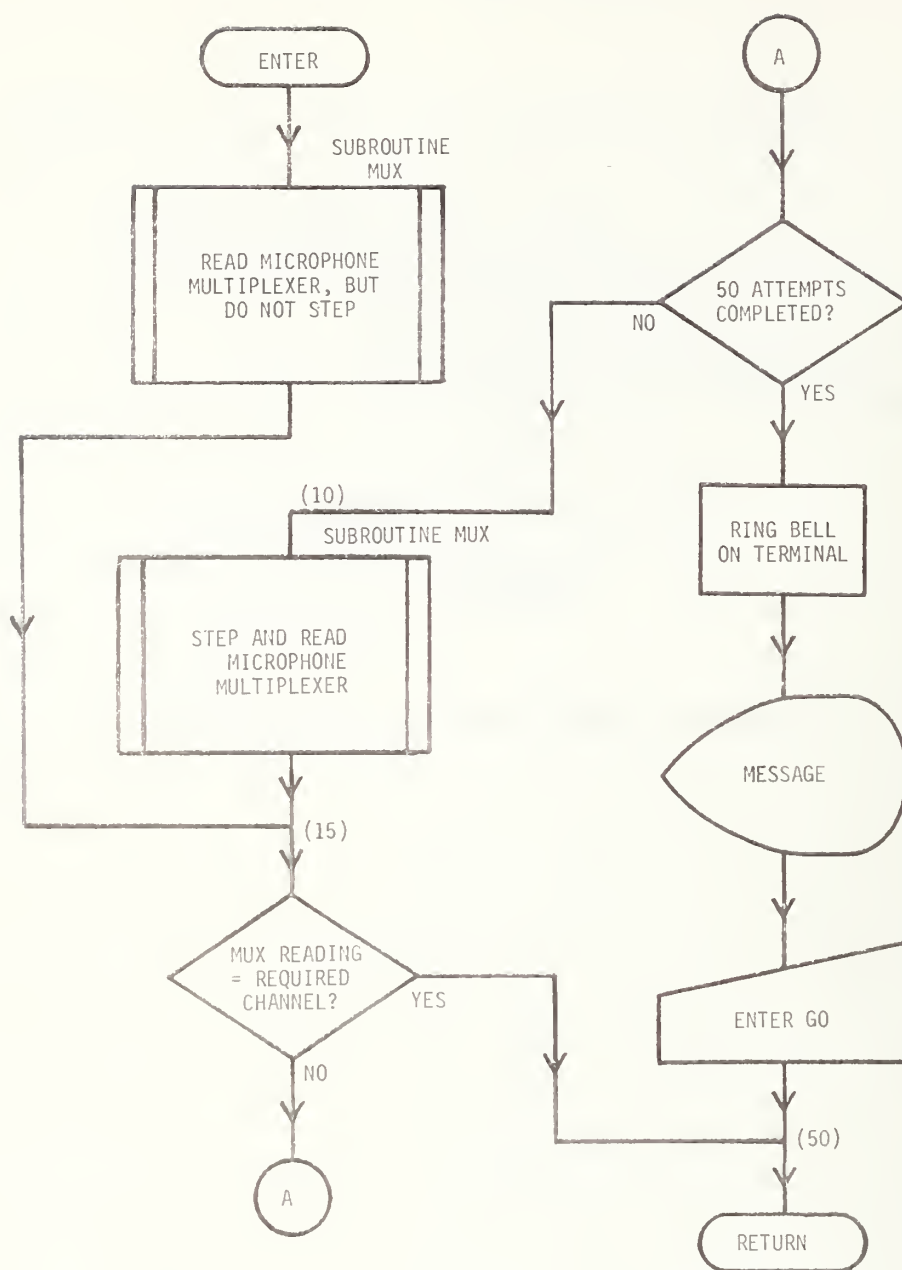 ENTER
SUBROUTINE
MUX
READ MICROPHONE
MULTIPLEXER, BUT
DO NOT STEP
(10)
SUBROUTINE MUX
STEP AND READ
MICROPHONE
MULTIPLEXER
(15)
MUX READING
= REQUIRED
CHANNEL?
YES
NO
A
A
50 ATTEMPTS
COMPLETED?
NO
YES
RING BELL
ON TERMINAL
MESSAGE
ENTER GO
(50)
RETURN